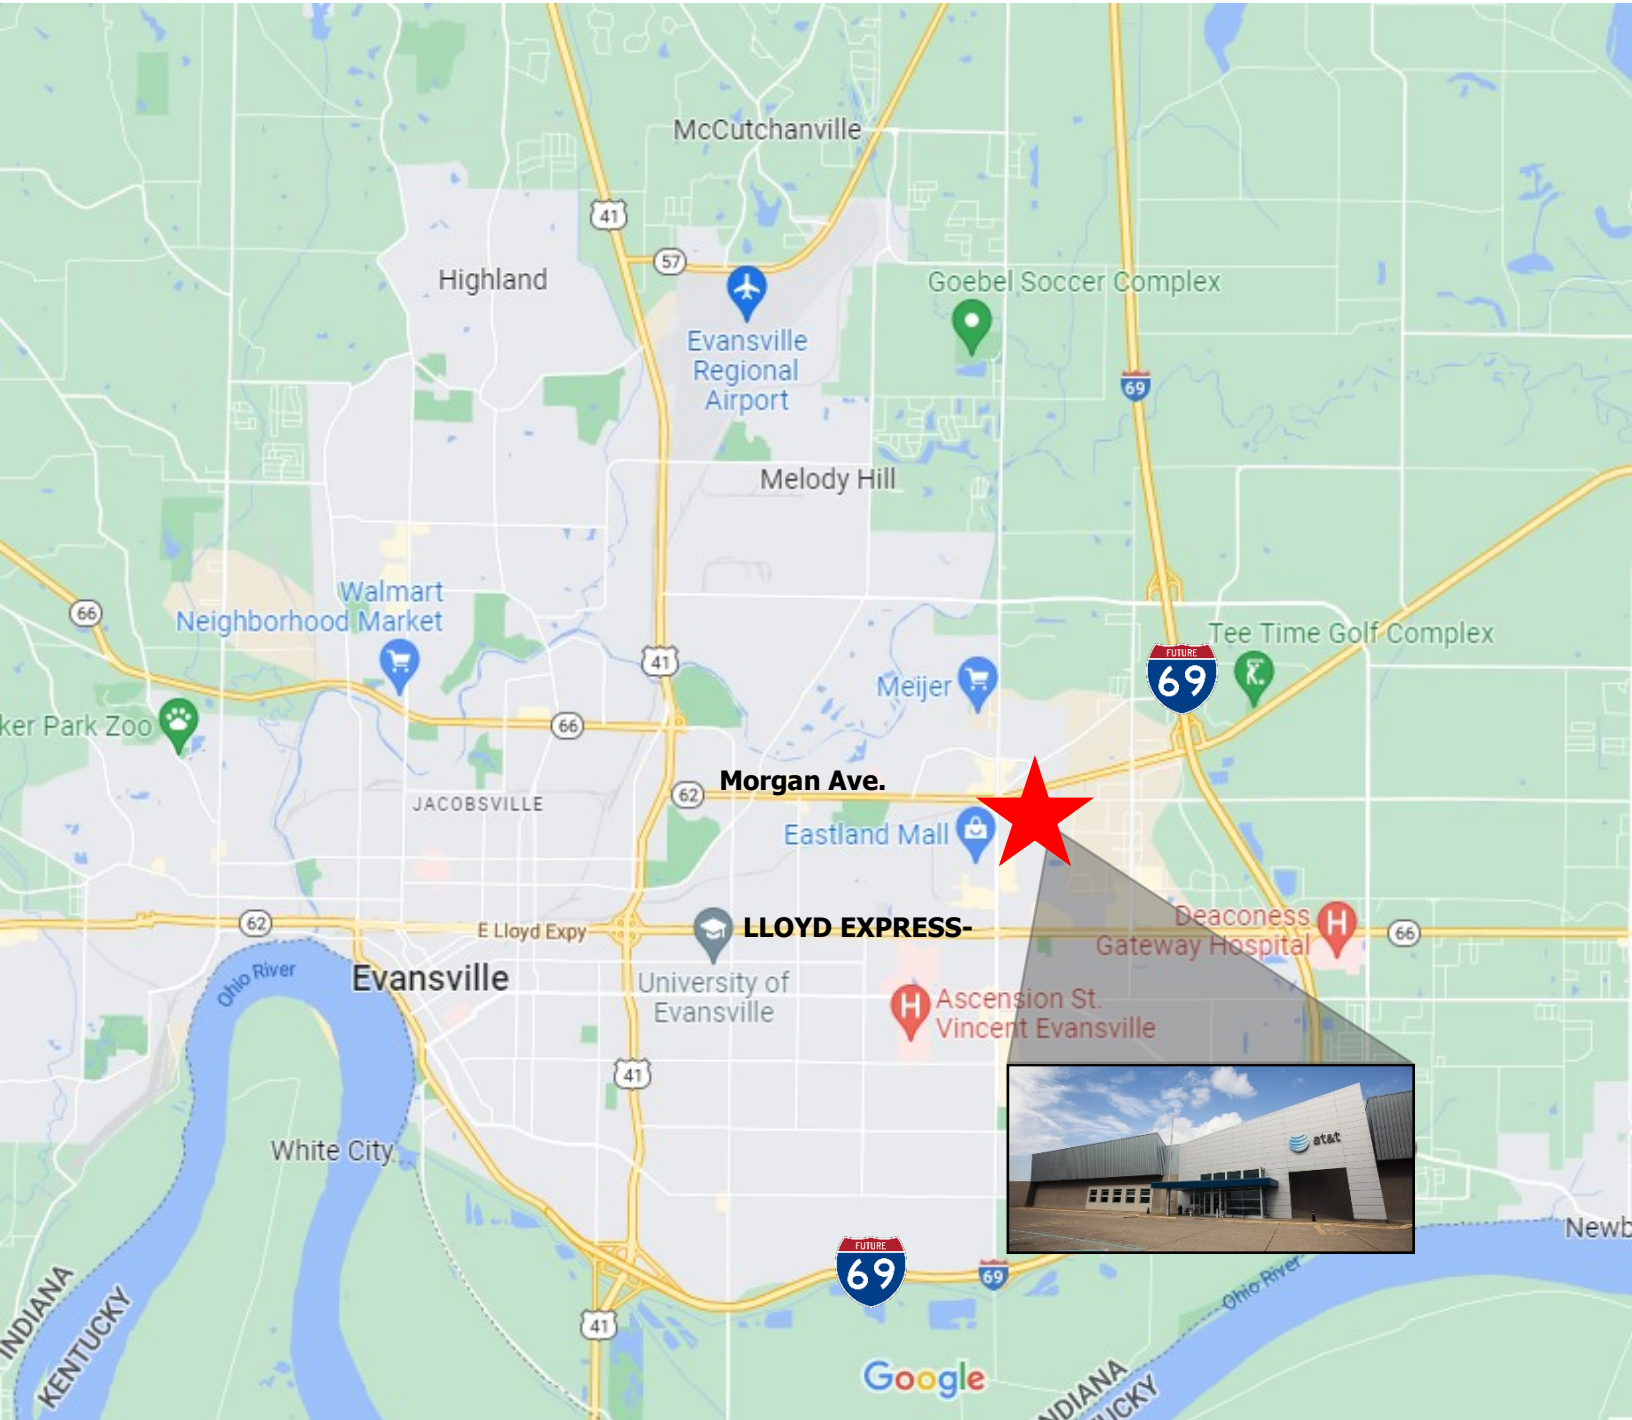 McCutchanville
41
57
Highland
Goebel Soccer Complex
Evansville
Regional
Airport
69
Melody Hill
Walmart
Neighborhood Market
66
Tee Time Golf Complex
FUTURE
69
41
Meijer
ker Park Zoo
66
Morgan Ave.
62
JACOBSVILLE
Eastland Mall
62
E Lloyd Expy
LLOYD EXPRESS-
Deaconess
Gateway Hospital
66
Ohio River
Evansville
University of
Evansville
Ascension St.
Vincent Evansville
41
at&t
White City
Newb
FUTURE
69
69
Ohio River
INDIANA
KENTUCKY
41
Google
NDIANA
UCKY